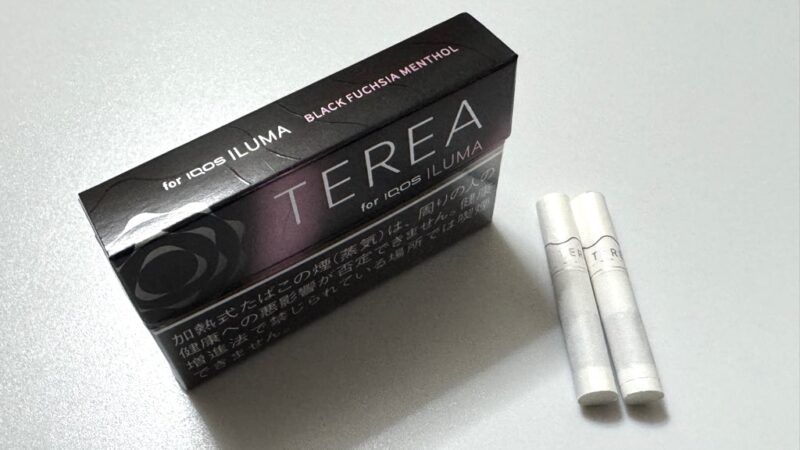 for IQOS ILUMA BLACK FUCHSIA MENTHOL
TEREA
for IQOS ILUMA
加熱式たばこの煙(蒸気)は、周りの人の
健康への悪影響が否定できません。健康
増進法で禁じられている場所では喫煙
できません。